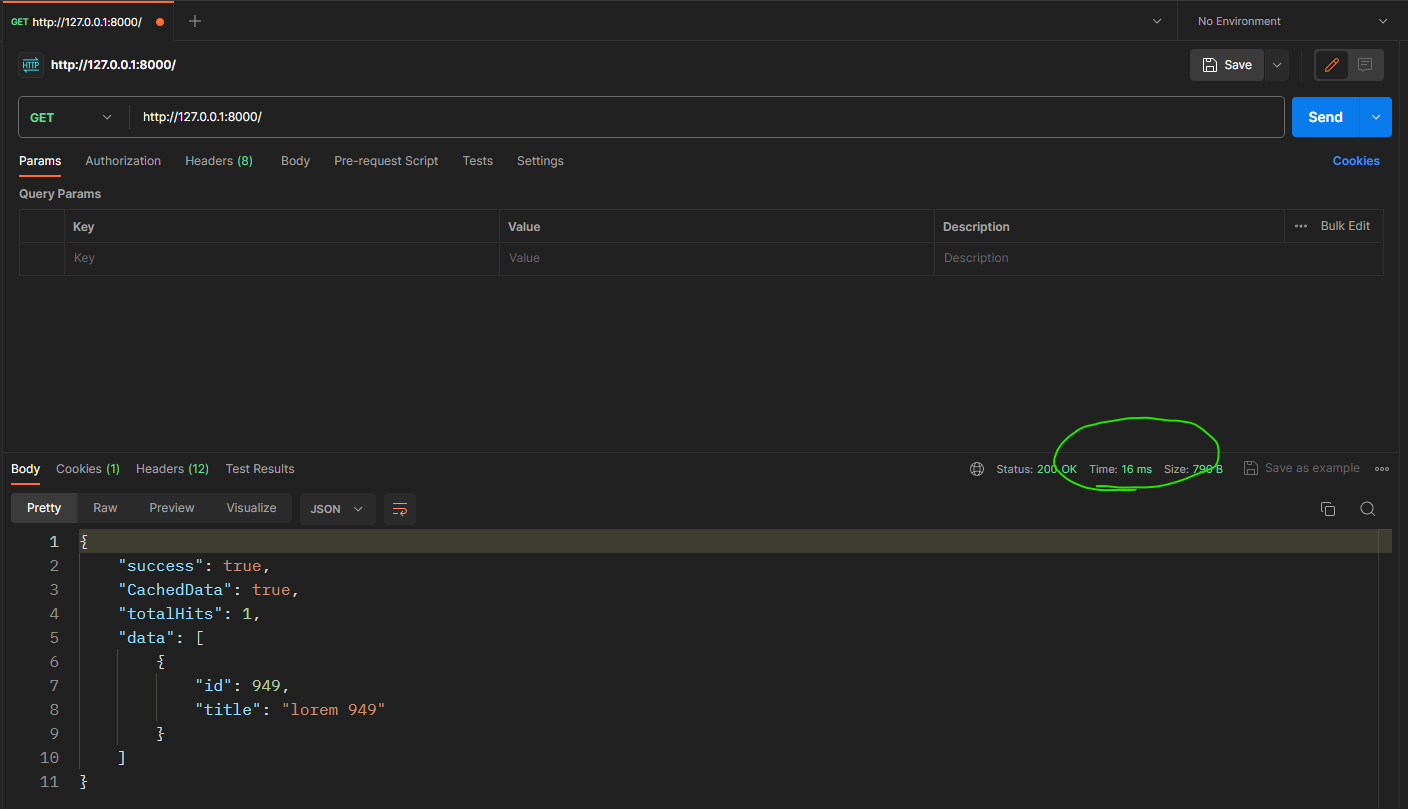 GET http://127.0.0.1:8000/
No Environment
HTTP http://127.0.0.1:8000/
Save
GET http://127.0.0.1:8000/ Send
Params Authorization Headers (8) Body Pre-request Script Tests Settings Cookies
Query Params
Key Value Description Bulk Edit
Key Value Description
Body Cookies (1) Headers (12) Test Results Status: 200 OK Time: 16 ms Size: 790 B Save as example
Pretty Raw Preview Visualize JSON
1 {
2 "success": true,
3 "CachedData": true,
4 "totalHits": 1,
5 "data": [
6 {
7 "id": 949,
8 "title": "lorem 949"
9 }
10 ]
11 }